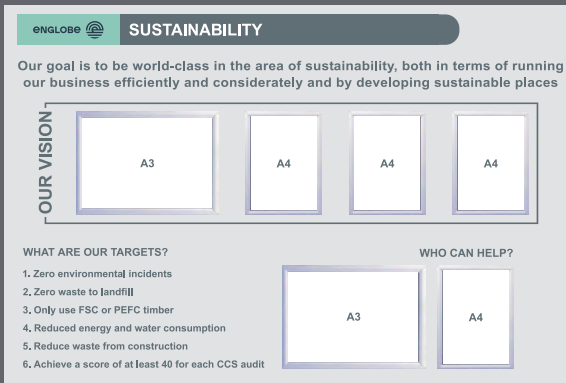 ENGLOBE
SUSTAINABILITY
Our goal is to be world-class in the area of sustainability, both in terms of running
our business efficiently and considerately and by developing sustainable places
OUR VISION
A3
A4
A4
A4
WHAT ARE OUR TARGETS?
1. Zero environmental incidents
2. Zero waste to landfill
3. Only use FSC or PEFC timber
4. Reduced energy and water consumption
5. Reduce waste from construction
6. Achieve a score of at least 40 for each CCS audit
WHO CAN HELP?
A3
A4